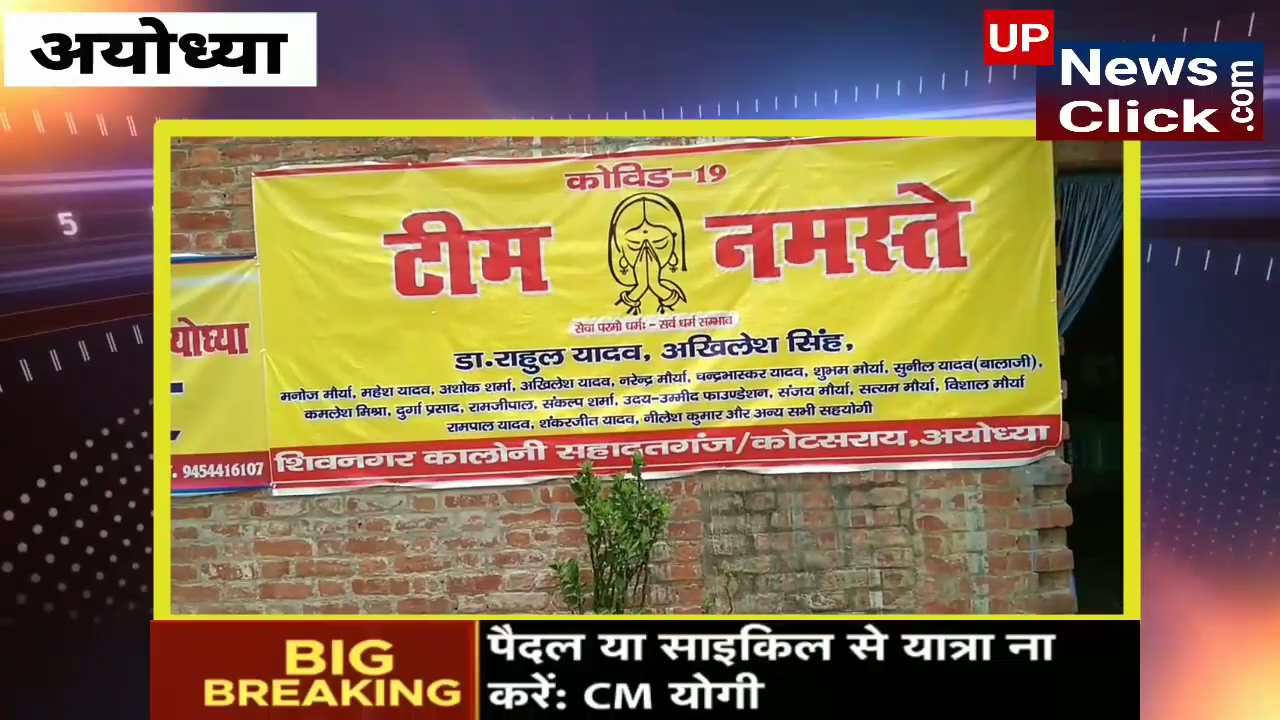 अयोध्या
UP
News
Click
.com
5
कोविड-19
टीम नमस्ते
सेवा परमो धर्म: - सर्व धर्म सम्भाव
डा.राहुल यादव, अखिलेश सिंह,
मनोज मौर्या, महेश यादव, अशोक शर्मा, अखिलेश यादव, नरेन्द्र मौर्या, चन्द्रभास्कर यादव, शुभम मौर्या, सुनील यादव(बालाजी),
कमलेश मिश्रा, दुर्गा प्रसाद, रामजीपाल, संकल्प शर्मा, उदय-उम्मीद फाउण्डेशन, संजय मौर्या, सत्यम मौर्या, विशाल मौर्या
रामपाल यादव, शंकरजीत यादव, नीलेश कुमार और अन्य सभी सहयोगी
शिवनगर कालोनी सहादतगंज/कोटसराय,अयोध्या
योध्या
. 9454416107
BIG
BREAKING
पैदल या साइकिल से यात्रा ना
करें: CM योगी